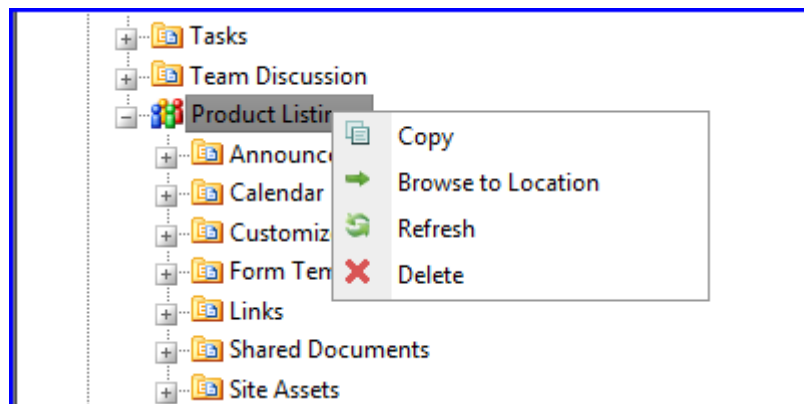 Tasks
Team Discussion
Product Listin
Copy
Announc
Browse to Location
Calendar
Customiz
Refresh
Form Tem
Delete
Links
Shared Documents
Site Assets